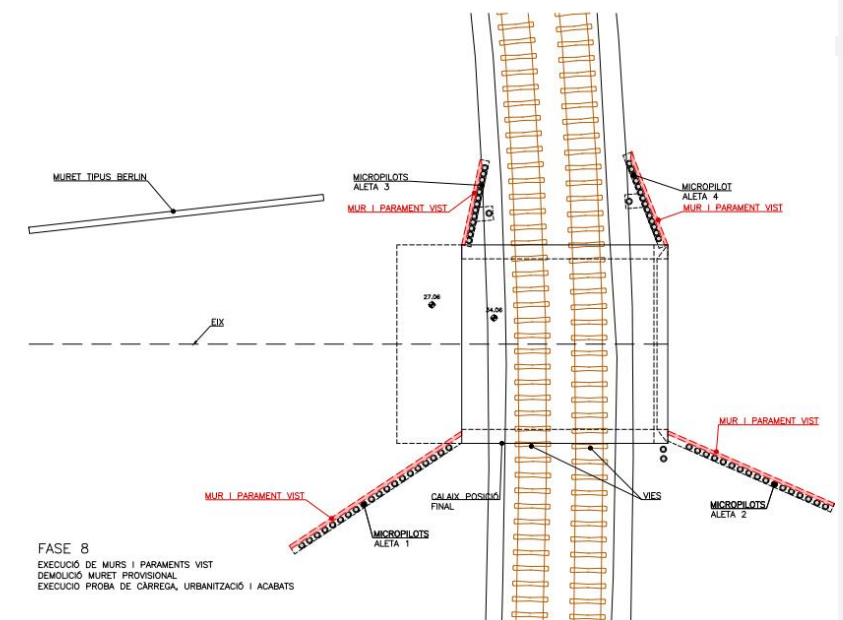 MURET TIPUS BERLIN
MICROPILOTS
ALETA 3
MUR I PARAMENT VIST
MICROPILOT
ALETA 4
MUR I PARAMENT VIST
27.06
24.06
EIX
MUR I PARAMENT VIST
MUR I PARAMENT VIST
CALAIX POSICIÓ
FINAL
VIES
MICROPILOTS
ALETA 2
MICROPILOTS
ALETA 1
FASE 8
EXECUCIÓ DE MURS I PARAMENTS VIST
DEMOLICIÓ MURET PROVISIONAL
EXECUCIO PROBA DE CÀRREGA, URBANITZACIÓ I ACABATS